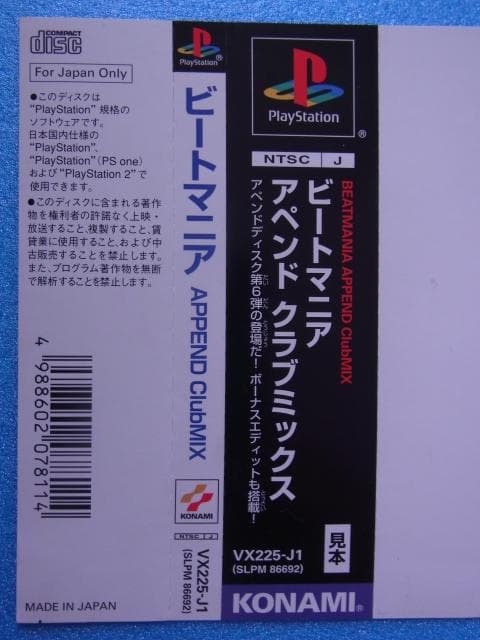 COMPACT
disc
For Japan Only
●このディスクは
"PlayStation" 規格の
ソフトウェアです。
日本国内仕様の
"PlayStation"、
"PlayStation"(PS one)
および"PlayStation 2"で
使用できます。
●このディスクに含まれる著作
物を権利者の許諾なく上映・
放送すること、複製すること、賃
貸業に使用すること、および中
古販売することを禁止します。
また、プログラム著作物を無断
で解析することを禁止します。
4 988602 078114
MADE IN JAPAN
PlayStation
®
ビートマニア APPEND ClubMIX
KONAMI
NTSC J
VX225-J1
(SLPM 86692)
PlayStation
®
NTSC J
BEATMANIA APPEND ClubMIX
ビートマニア
アペンド クラブミックス
アペンドディスク第6弾の登場だ! ボーナスエディットも搭載!
見本
VX225-J1
(SLPM 86692)
KONAMI®